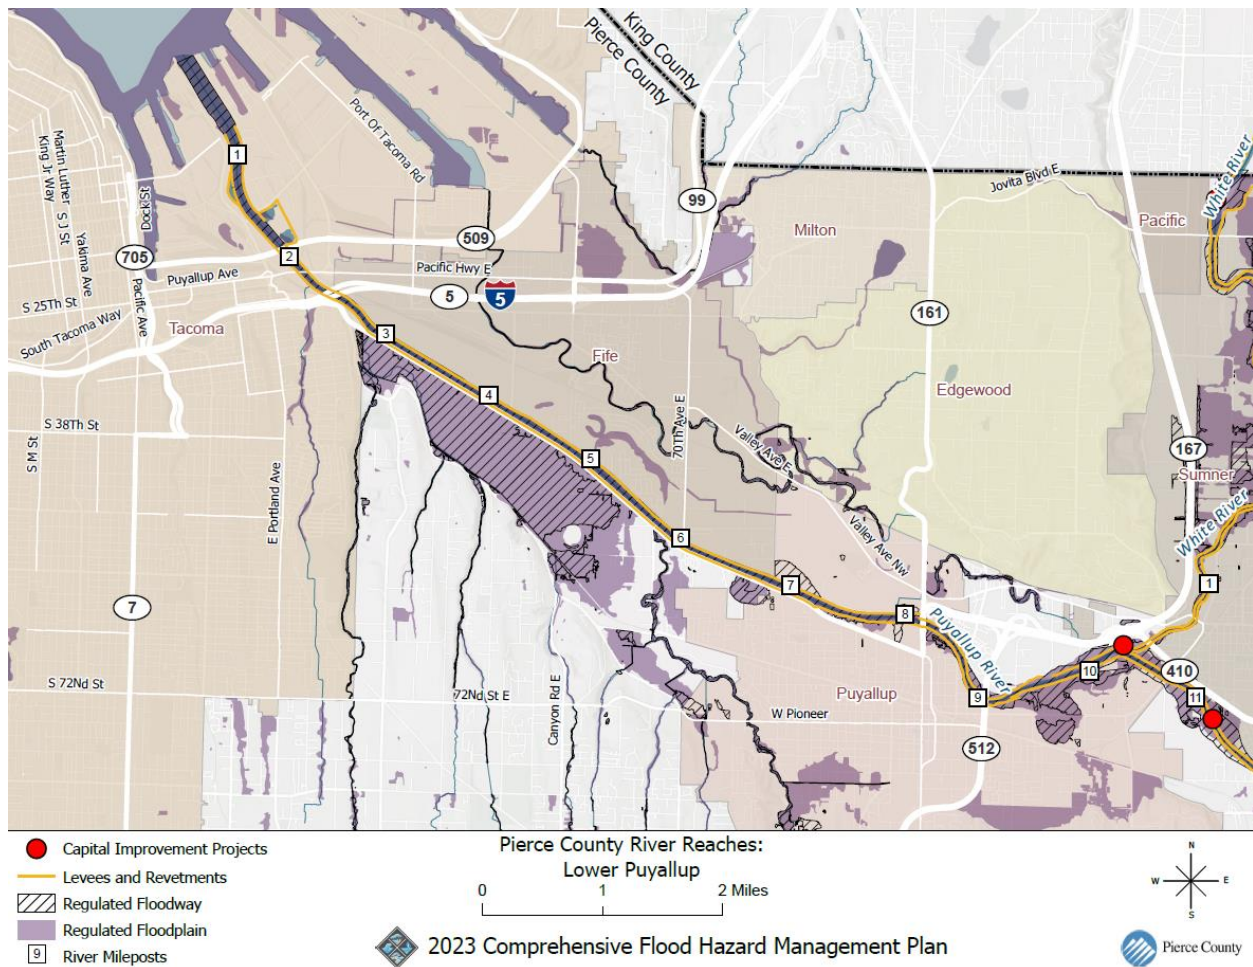 King County
Pierce County
Port Of Tacoma Rd
Martin Luther
King Jr Way
S J St
Yakima Ave
Dock St
1
99
Jovita Blvd E
White River
Pacific
Milton
509
705
2
Pacific Hwy E
Puyallup Ave
5
5
S 25Th St
Pacific Ave
South Tacoma Way
Tacoma
3
161
Fife
Edgewood
4
70Th Ave E
S 38Th St
Valley Ave E
S M St
E Portland Ave
5
167
Sumner
White River
6
Valley Ave Nw
7
7
8
1
Puyallup River
10
410
S 72Nd St
72Nd St E
Canyon Rd E
Puyallup
9
11
W Pioneer
512
Capital Improvement Projects
Levees and Revetments
Regulated Floodway
Regulated Floodplain
9
River Mileposts
Pierce County River Reaches:
Lower Puyallup
0 1 2 Miles
2023 Comprehensive Flood Hazard Management Plan
N
W E
S
Pierce County